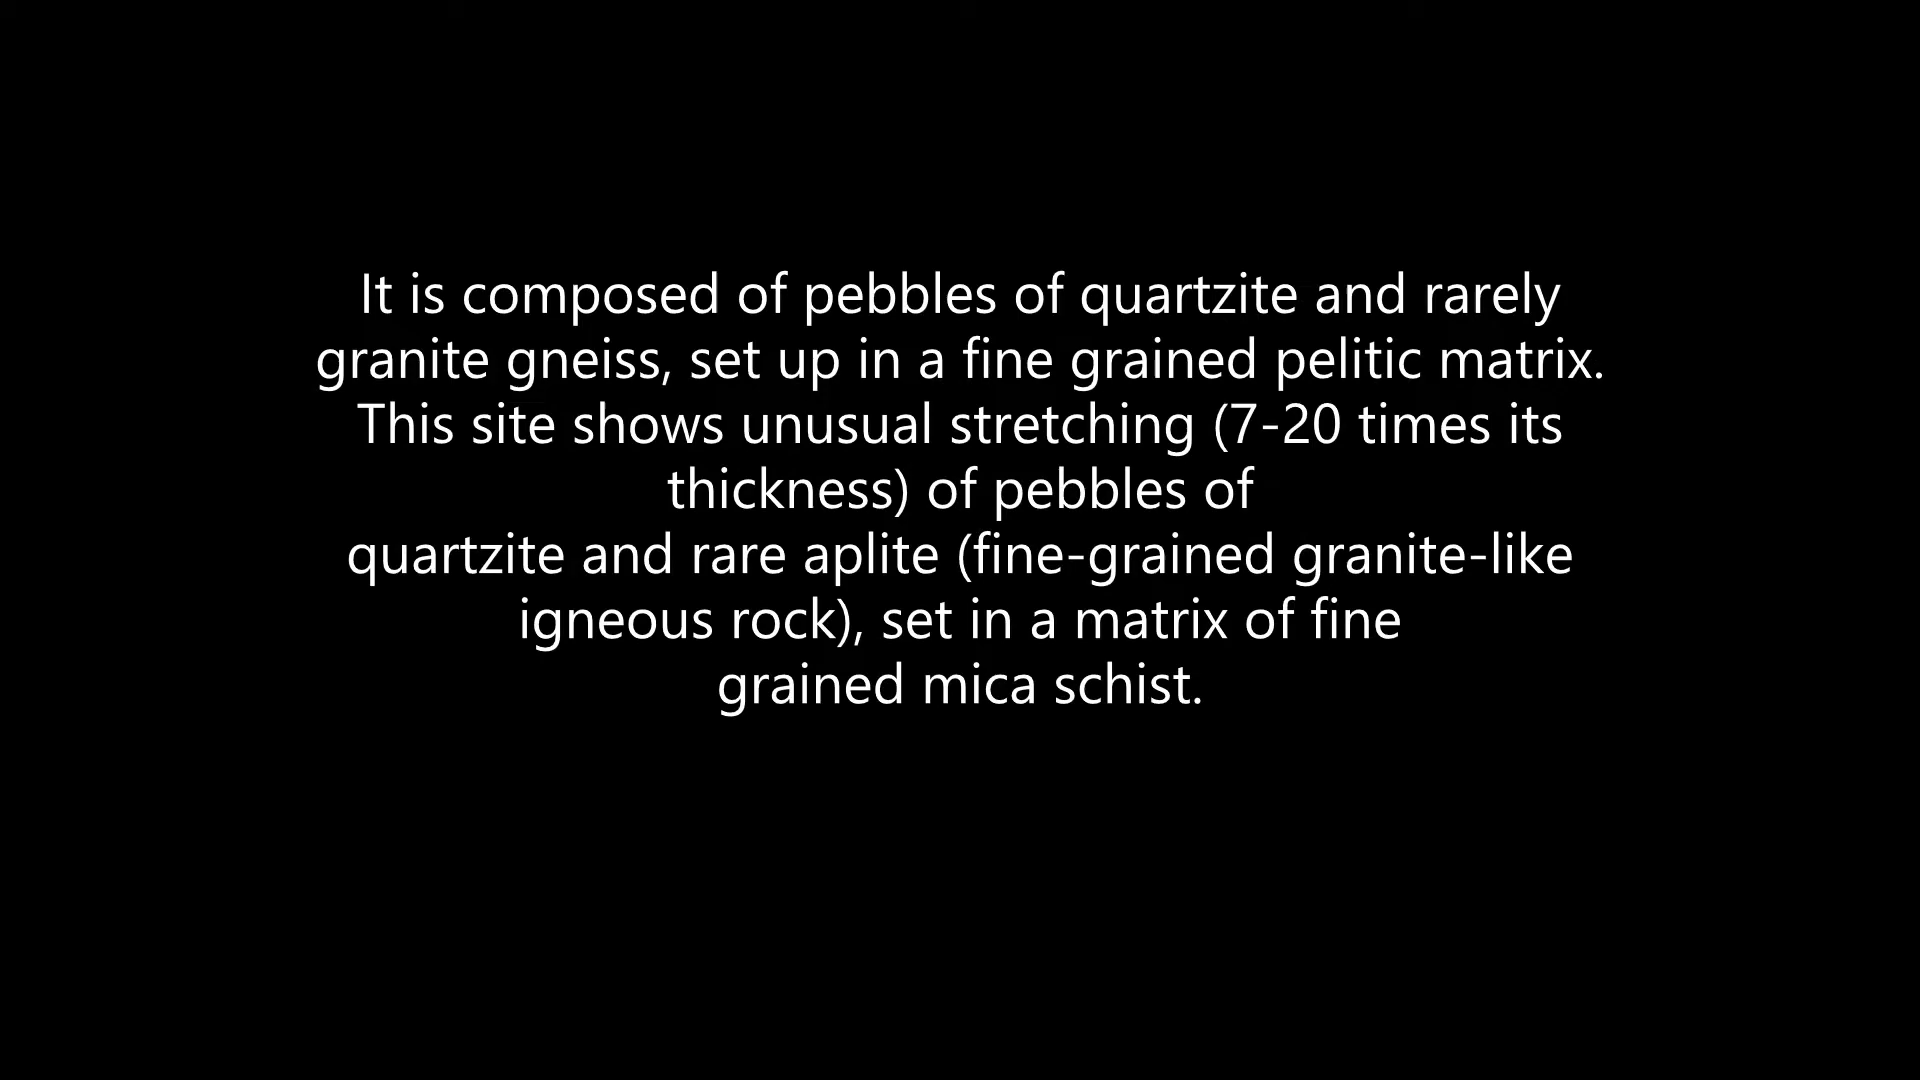 It is composed of pebbles of quartzite and rarely
granite gneiss, set up in a fine grained pelitic matrix.
This site shows unusual stretching (7-20 times its
thickness) of pebbles of
quartzite and rare aplite (fine-grained granite-like
igneous rock), set in a matrix of fine
grained mica schist.